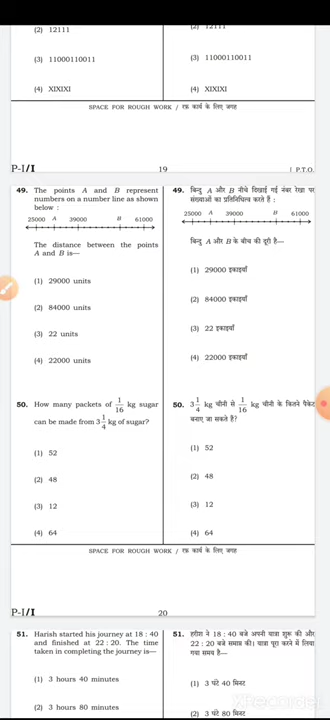 (2) 12111
(2) 12111
(3) 11000110011
(3) 11000110011
(4) XIXIXI
(4) XIXIXI
SPACE FOR ROUGH WORK / रफ़ कार्य के लिए जगह
P-I/I
19
[ P.T.O.
49. The points A and B represent
numbers on a number line as shown
below :
25000 A 39000 B 61000
The distance between the points
A and B is—
(1) 29000 units
(2) 84000 units
(3) 22 units
(4) 22000 units
49. बिन्दु A और B नीचे दिखाई गई नंबर रेखा पर
संख्याओं का प्रतिनिधित्व करते हैं :
25000 A 39000 B 61000
बिन्दु A और B के बीच की दूरी है—
(1) 29000 इकाइयाँ
(2) 84000 इकाइयाँ
(3) 22 इकाइयाँ
(4) 22000 इकाइयाँ
50. How many packets of 1/16 kg sugar
can be made from 3 1/4 kg of sugar?
(1) 52
(2) 48
(3) 12
(4) 64
50. 3 1/4 kg चीनी से 1/16 kg चीनी के कितने पैकेट
बनाए जा सकते हैं?
(1) 52
(2) 48
(3) 12
(4) 64
SPACE FOR ROUGH WORK / रफ़ कार्य के लिए जगह
P-I/I
20
51. Harish started his journey at 18 : 40
and finished at 22 : 20. The time
taken in completing the journey is—
(1) 3 hours 40 minutes
(2) 3 hours 80 minutes
51. हरीश ने 18 : 40 बजे अपनी यात्रा शुरू की और
22 : 20 बजे समाप्त की। यात्रा पूरा करने में लिया
गया समय है—
(1) 3 घंटे 40 मिनट
(2) 3 घंटे 80 मिनट
XRecorder